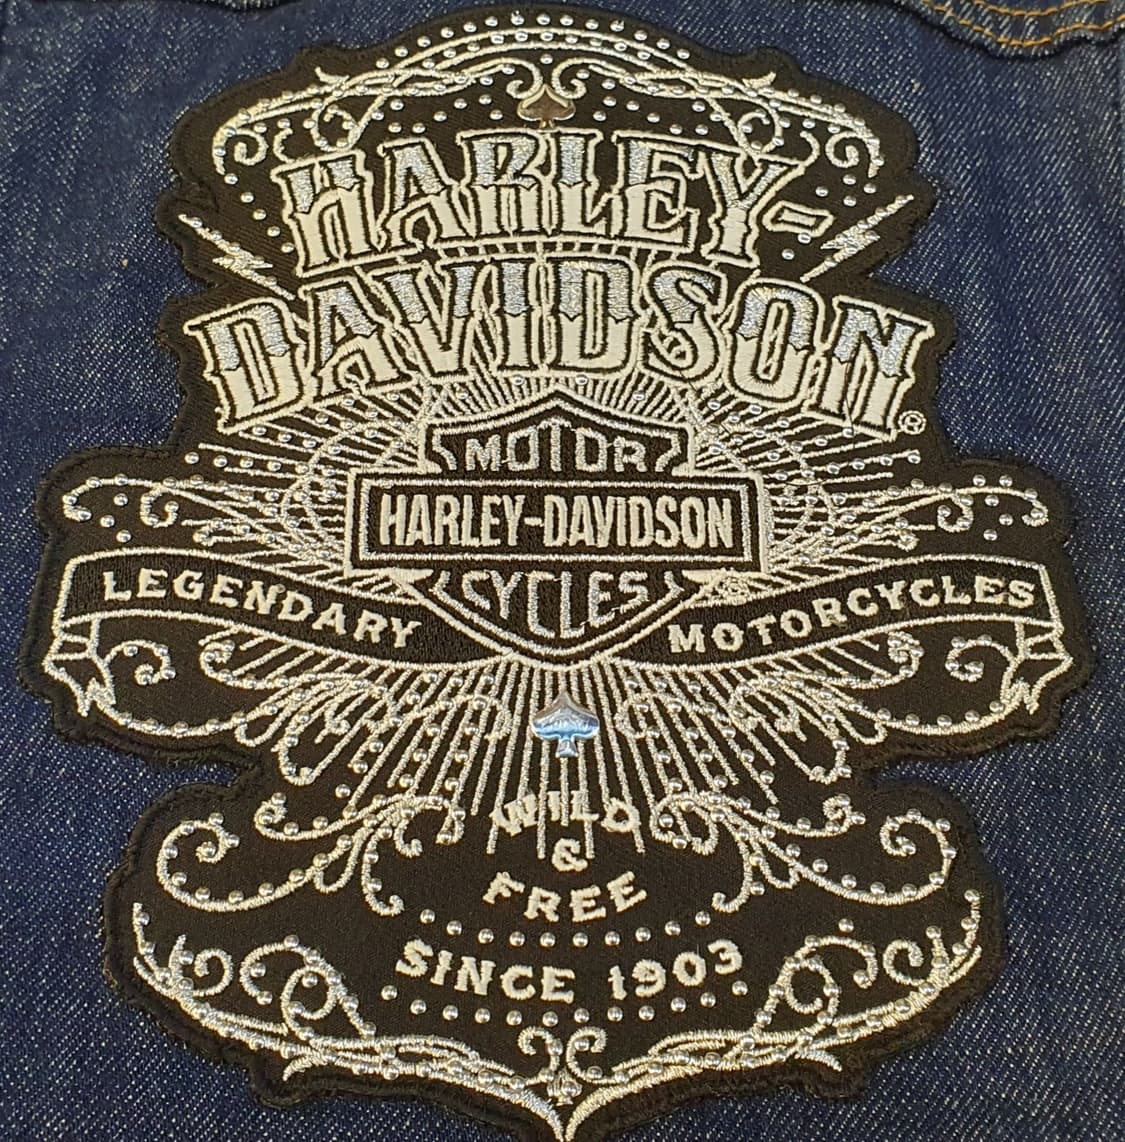 HARLEY-
DAVIDSON®
MOTOR
HARLEY-DAVIDSON
CYCLES
LEGENDARY MOTORCYCLES
WILD
&
FREE
SINCE 1903